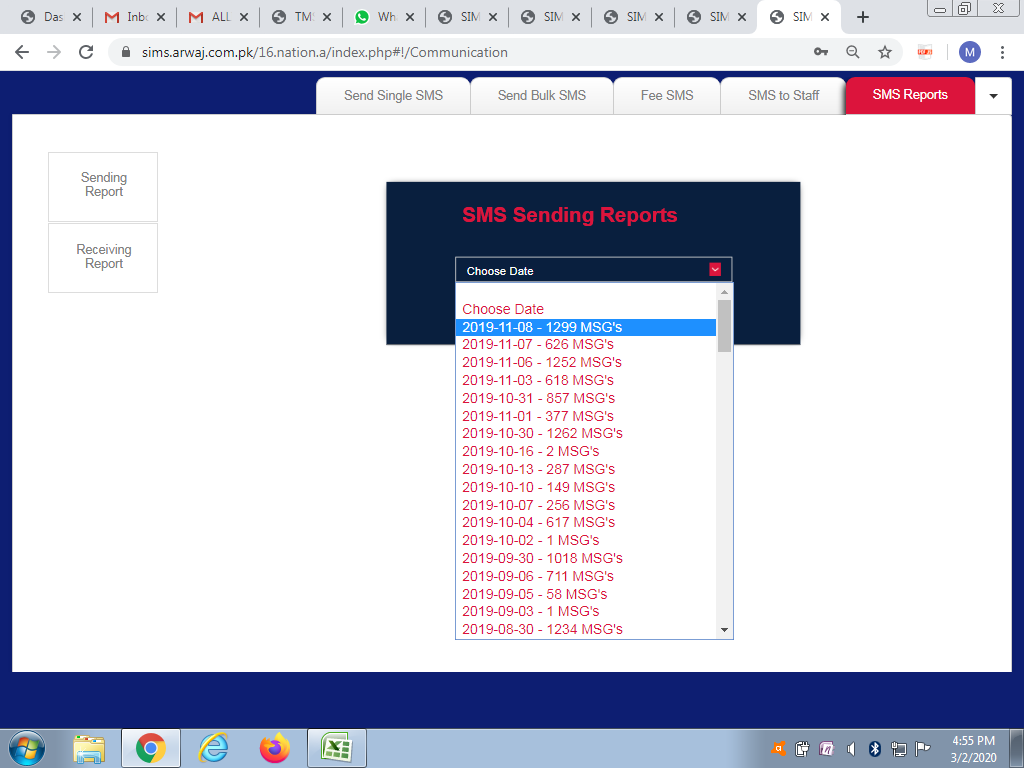 Das
Inbo
ALL
TMS
Wha
SIM
SIM
SIM
SIM
SIM
sims.arwaj.com.pk/16.nation.a/index.php#!/Communication
M
Send Single SMS
Send Bulk SMS
Fee SMS
SMS to Staff
SMS Reports
Sending
Report
Receiving
Report
SMS Sending Reports
Choose Date
Choose Date
2019-11-08 - 1299 MSG's
2019-11-07 - 626 MSG's
2019-11-06 - 1252 MSG's
2019-11-03 - 618 MSG's
2019-10-31 - 857 MSG's
2019-11-01 - 377 MSG's
2019-10-30 - 1262 MSG's
2019-10-16 - 2 MSG's
2019-10-13 - 287 MSG's
2019-10-10 - 149 MSG's
2019-10-07 - 256 MSG's
2019-10-04 - 617 MSG's
2019-10-02 - 1 MSG's
2019-09-30 - 1018 MSG's
2019-09-06 - 711 MSG's
2019-09-05 - 58 MSG's
2019-09-03 - 1 MSG's
2019-08-30 - 1234 MSG's
4:55 PM
3/2/2020